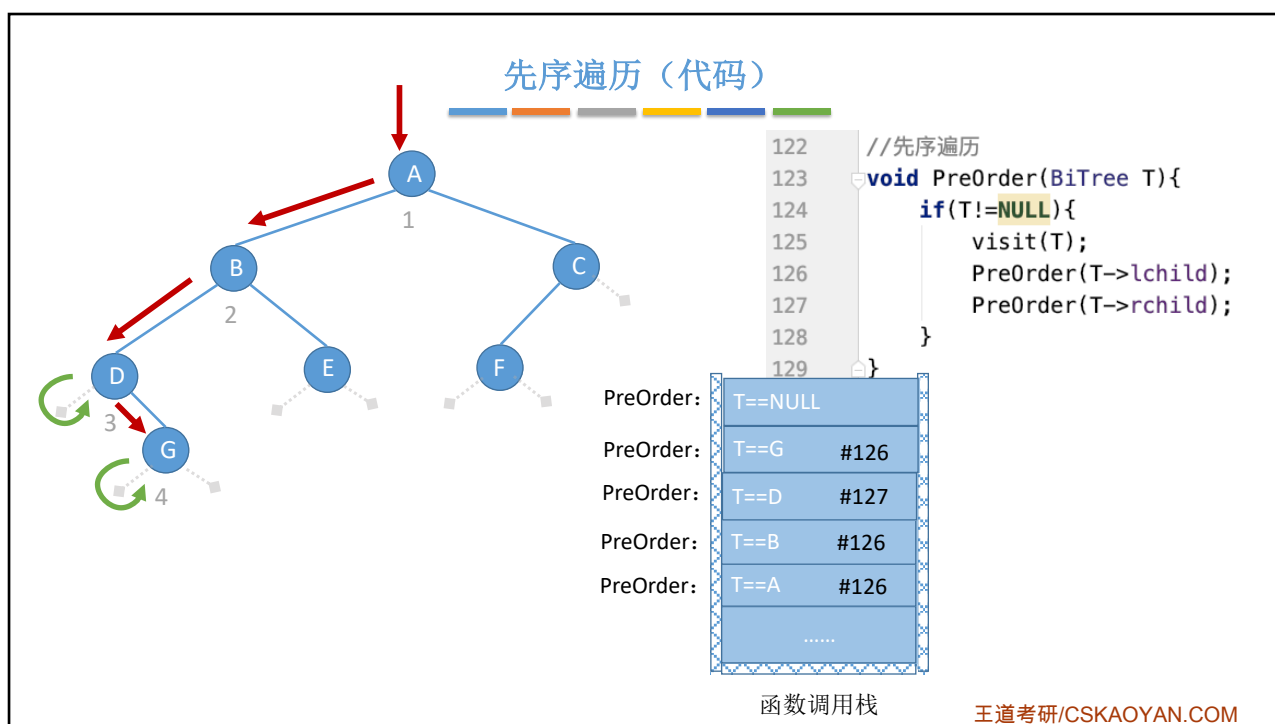 先序遍历（代码）
A
1
B
2
C
D
3
E
F
G
4
122 //先序遍历
123 void PreOrder(BiTree T){
124 if(T!=NULL){
125 visit(T);
126 PreOrder(T->lchild);
127 PreOrder(T->rchild);
128 }
129 }
PreOrder： T==NULL
PreOrder： T==G #126
PreOrder： T==D #127
PreOrder： T==B #126
PreOrder： T==A #126
……
函数调用栈
王道考研/CSKAOYAN.COM